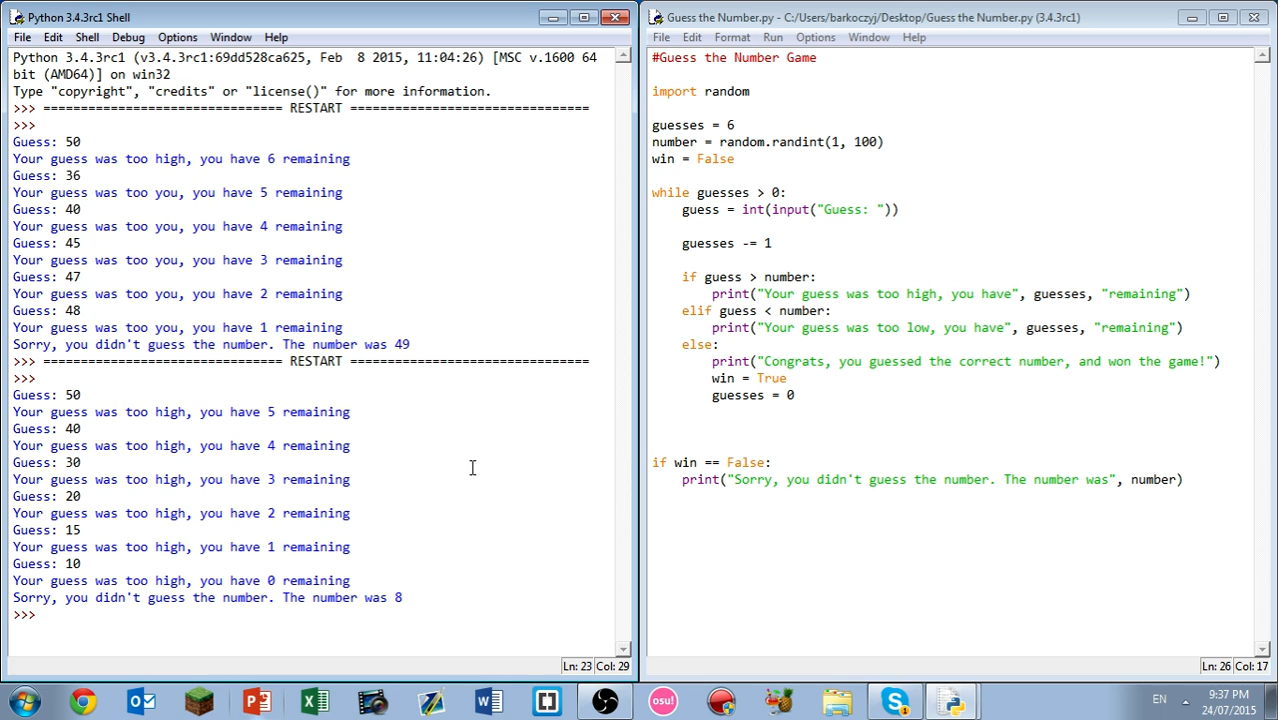 Python 3.4.3rc1 Shell
File Edit Shell Debug Options Window Help
Python 3.4.3rc1 (v3.4.3rc1:69dd528ca625, Feb  8 2015, 11:04:26) [MSC v.1600 64
bit (AMD64)] on win32
Type "copyright", "credits" or "license()" for more information.
>>> ================================ RESTART ================================
>>>
Guess: 50
Your guess was too high, you have 6 remaining
Guess: 36
Your guess was too you, you have 5 remaining
Guess: 40
Your guess was too you, you have 4 remaining
Guess: 45
Your guess was too you, you have 3 remaining
Guess: 47
Your guess was too you, you have 2 remaining
Guess: 48
Your guess was too you, you have 1 remaining
Sorry, you didn't guess the number. The number was 49
>>> ================================ RESTART ================================
>>>
Guess: 50
Your guess was too high, you have 5 remaining
Guess: 40
Your guess was too high, you have 4 remaining
Guess: 30
Your guess was too high, you have 3 remaining
Guess: 20
Your guess was too high, you have 2 remaining
Guess: 15
Your guess was too high, you have 1 remaining
Guess: 10
Your guess was too high, you have 0 remaining
Sorry, you didn't guess the number. The number was 8
>>>
Ln: 23 Col: 29
Guess the Number.py - C:/Users/barkoczyj/Desktop/Guess the Number.py (3.4.3rc1)
File Edit Format Run Options Window Help
#Guess the Number Game
import random
guesses = 6
number = random.randint(1, 100)
win = False
while guesses > 0:
    guess = int(input("Guess: "))
    guesses -= 1
    if guess > number:
        print("Your guess was too high, you have", guesses, "remaining")
    elif guess < number:
        print("Your guess was too low, you have", guesses, "remaining")
    else:
        print("Congrats, you guessed the correct number, and won the game!")
        win = True
        guesses = 0
if win == False:
    print("Sorry, you didn't guess the number. The number was", number)
Ln: 26 Col: 17
osu!
EN
9:37 PM
24/07/2015